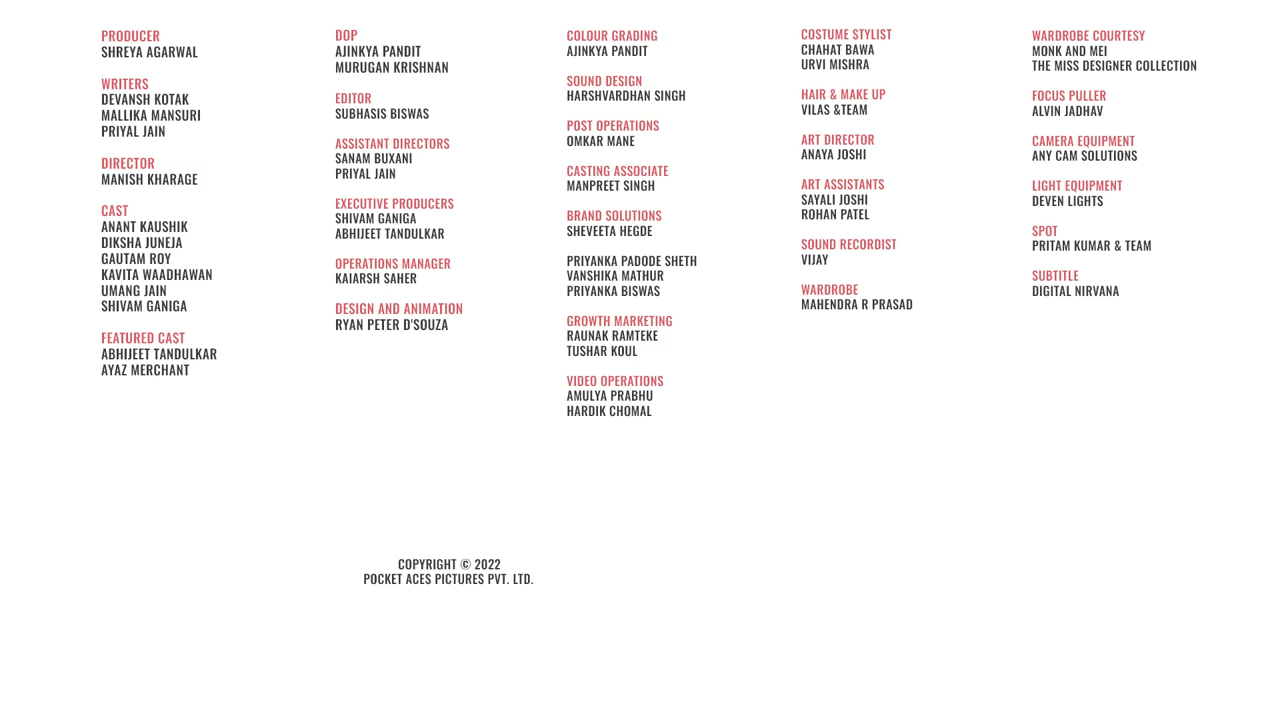 PRODUCER
SHREYA AGARWAL
WRITERS
DEVANSH KOTAK
MALLIKA MANSURI
PRIYAL JAIN
DIRECTOR
MANISH KHARAGE
CAST
ANANT KAUSHIK
DIKSHA JUNEJA
GAUTAM ROY
KAVITA WAADHAWAN
UMANG JAIN
SHIVAM GANIGA
FEATURED CAST
ABHIJEET TANDULKAR
AYAZ MERCHANT
DOP
AJINKYA PANDIT
MURUGAN KRISHNAN
EDITOR
SUBHASIS BISWAS
ASSISTANT DIRECTORS
SANAM BUXANI
PRIYAL JAIN
EXECUTIVE PRODUCERS
SHIVAM GANIGA
ABHIJEET TANDULKAR
OPERATIONS MANAGER
KAIARSH SAHER
DESIGN AND ANIMATION
RYAN PETER D'SOUZA
COLOUR GRADING
AJINKYA PANDIT
SOUND DESIGN
HARSHVARDHAN SINGH
POST OPERATIONS
OMKAR MANE
CASTING ASSOCIATE
MANPREET SINGH
BRAND SOLUTIONS
SHEVEETA HEGDE
PRIYANKA PADODE SHETH
VANSHIKA MATHUR
PRIYANKA BISWAS
GROWTH MARKETING
RAUNAK RAMTEKE
TUSHAR KOUL
VIDEO OPERATIONS
AMULYA PRABHU
HARDIK CHOMAL
COSTUME STYLIST
CHAHAT BAWA
URVI MISHRA
HAIR & MAKE UP
VILAS &TEAM
ART DIRECTOR
ANAYA JOSHI
ART ASSISTANTS
SAYALI JOSHI
ROHAN PATEL
SOUND RECORDIST
VIJAY
WARDROBE
MAHENDRA R PRASAD
WARDROBE COURTESY
MONK AND MEI
THE MISS DESIGNER COLLECTION
FOCUS PULLER
ALVIN JADHAV
CAMERA EQUIPMENT
ANY CAM SOLUTIONS
LIGHT EQUIPMENT
DEVEN LIGHTS
SPOT
PRITAM KUMAR & TEAM
SUBTITLE
DIGITAL NIRVANA
COPYRIGHT © 2022
POCKET ACES PICTURES PVT. LTD.